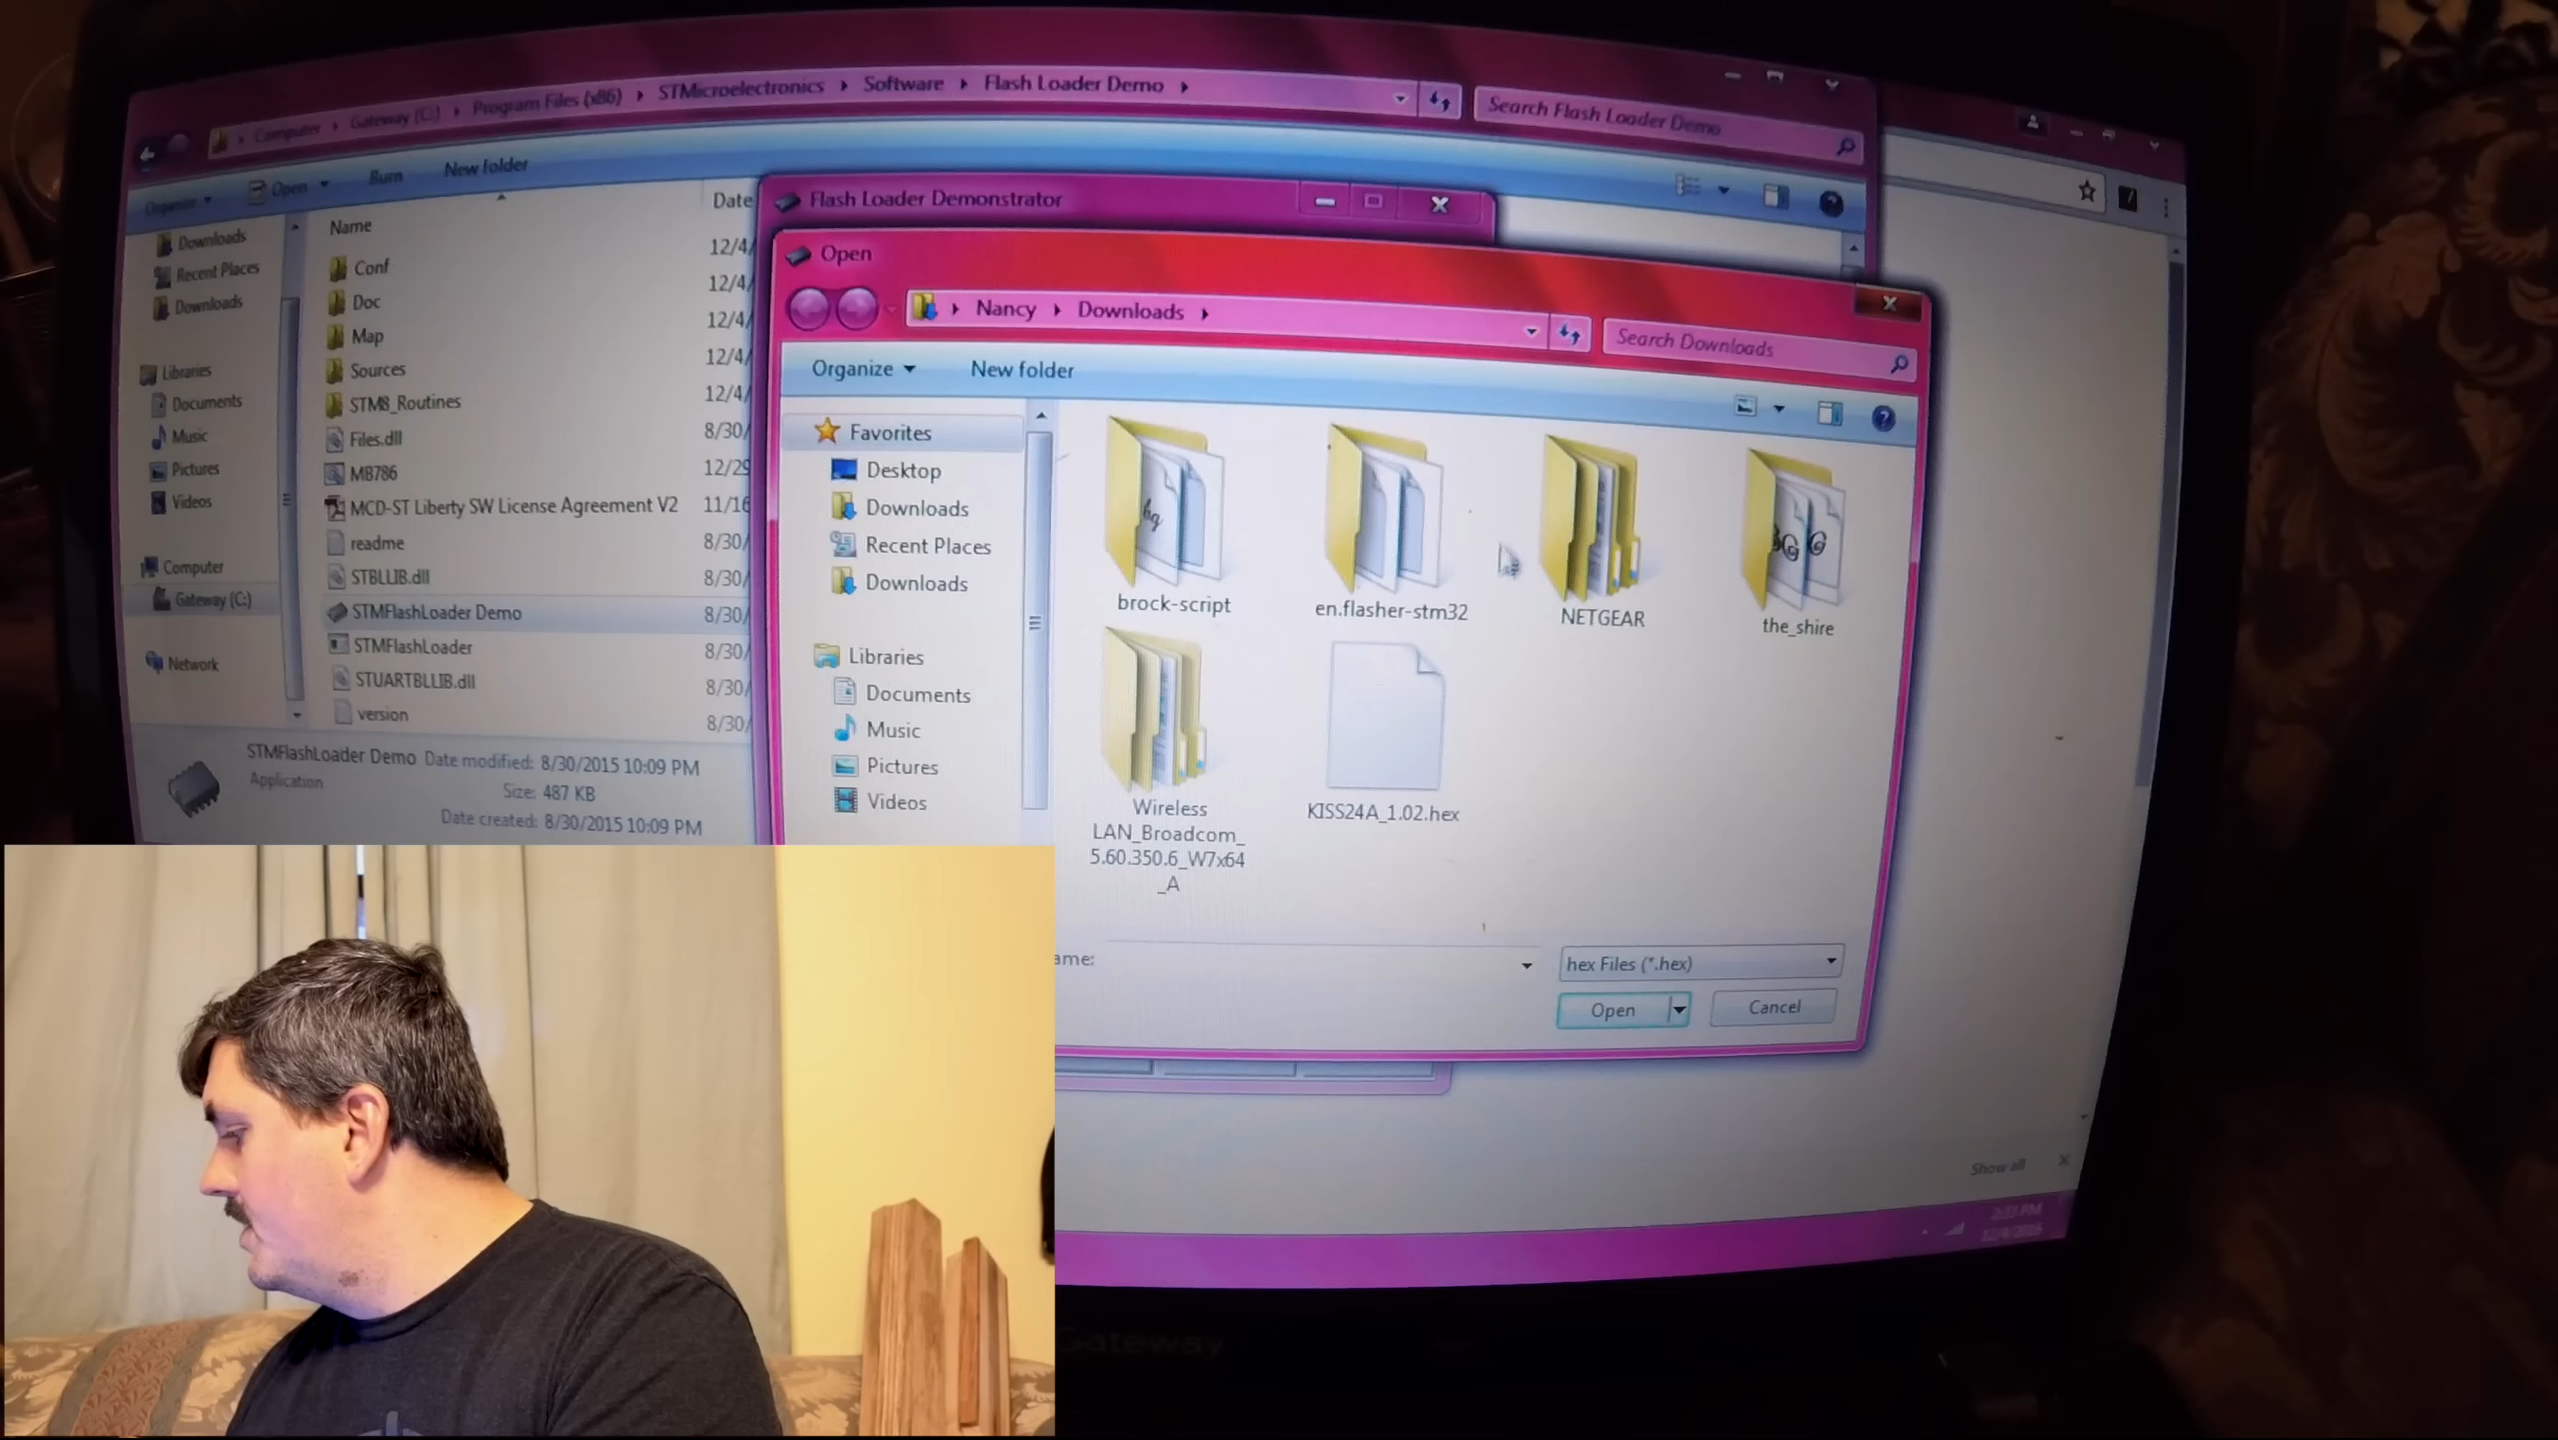 Computer Gateway (C:) Program Files (x86) STMicroelectronics Software Flash Loader Demo
Search Flash Loader Demo
Organize Open Burn New folder
Name
Date
Downloads
Recent Places
Downloads
Libraries
Documents
Music
Pictures
Videos
Computer
Gateway (C:)
Network
Conf
12/4/
Doc
12/4/
Map
12/4/
Sources
12/4/
STM8_Routines
12/4/
Files.dll
8/30/
MB786
12/29
MCD-ST Liberty SW License Agreement V2
11/16
readme
8/30/
STBLLIB.dll
8/30/
STMFlashLoader Demo
8/30/
STMFlashLoader
8/30/
STUARTBLLIB.dll
8/30/
version
8/30/
STMFlashLoader Demo Date modified: 8/30/2015 10:09 PM
Application
Size: 487 KB
Date created: 8/30/2015 10:09 PM
Flash Loader Demonstrator
Open
Nancy Downloads
Search Downloads
Organize New folder
Favorites
Desktop
Downloads
Recent Places
Downloads
Libraries
Documents
Music
Pictures
Videos
brock-script
en.flasher-stm32
NETGEAR
the_shire
Wireless
LAN_Broadcom_
5.60.350.6_W7x64
_A
KISS24A_1.02.hex
ame:
hex Files (*.hex)
Open
Cancel
Show all
Gateway